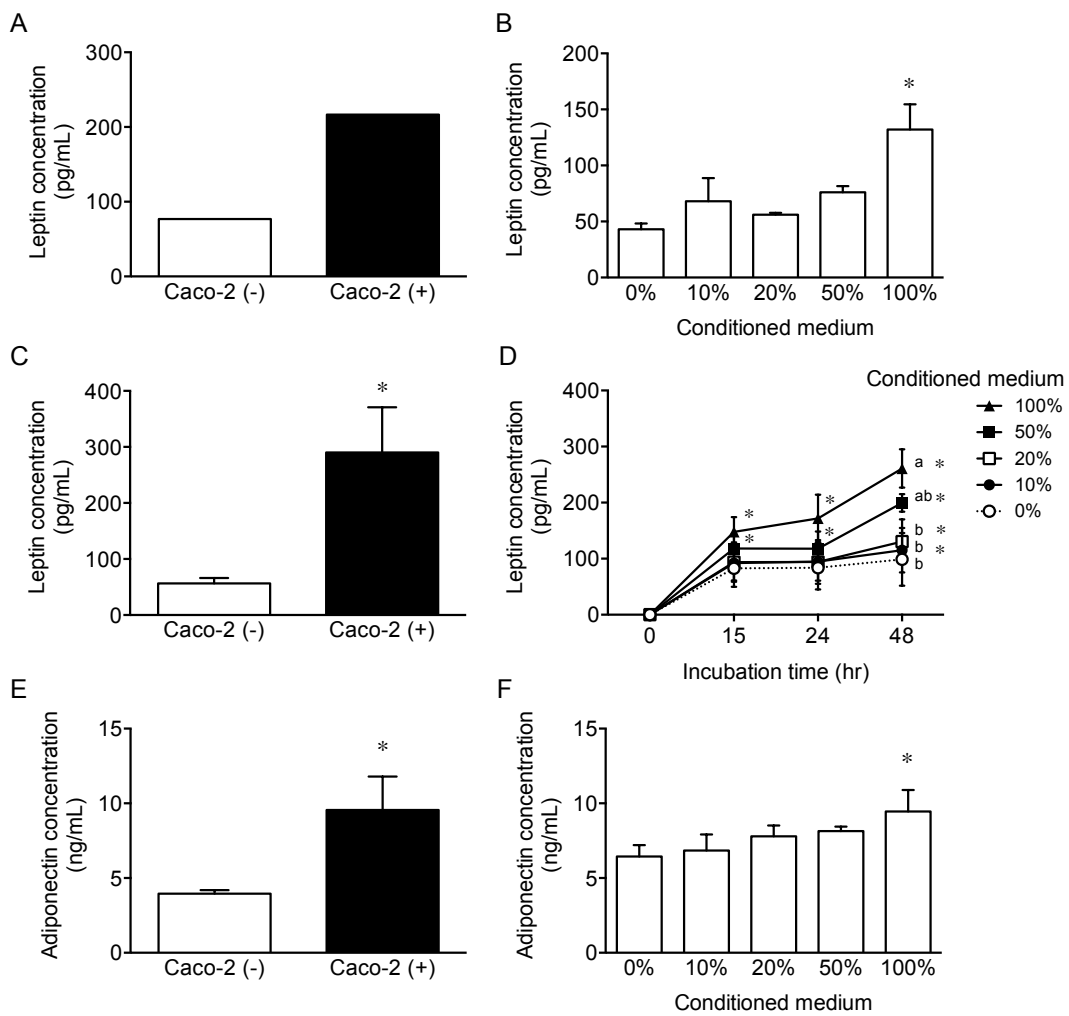 A
Leptin concentration
(pg/mL)
300
200
100
0
Caco-2 (-)
Caco-2 (+)
B
Leptin concentration
(pg/mL)
200
150
100
50
0
*
0%
10%
20%
50%
100%
Conditioned medium
C
Leptin concentration
(pg/mL)
400
300
200
100
0
*
Caco-2 (-)
Caco-2 (+)
D
Conditioned medium
100%
50%
20%
10%
0%
Leptin concentration
(pg/mL)
400
300
200
100
0
*
*
*
*
a *
ab *
b *
b *
b
0
15
24
48
Incubation time (hr)
E
Adiponectin concentration
(ng/mL)
15
10
5
0
*
Caco-2 (-)
Caco-2 (+)
F
Adiponectin concentration
(ng/mL)
15
10
5
0
*
0%
10%
20%
50%
100%
Conditioned medium